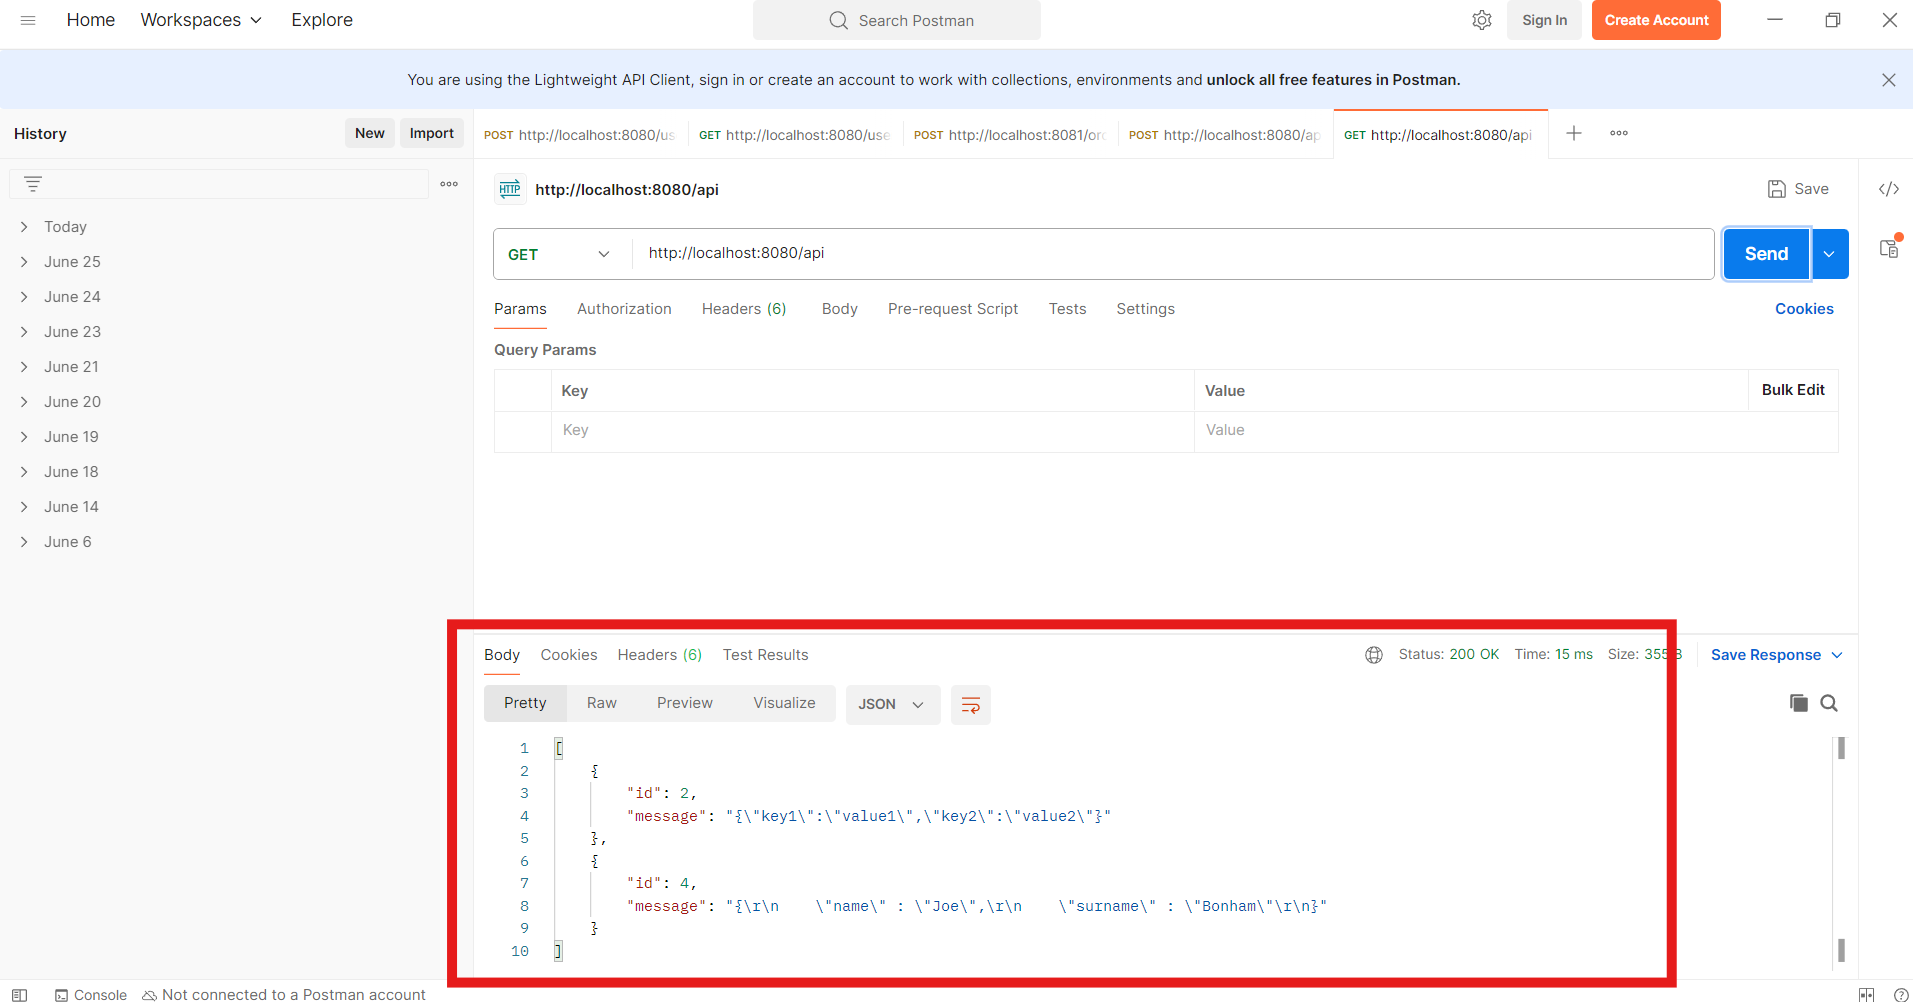 Home Workspaces Explore Search Postman Sign In Create Account
You are using the Lightweight API Client, sign in or create an account to work with collections, environments and unlock all free features in Postman.
History New Import
POST http://localhost:8080/us GET http://localhost:8080/use POST http://localhost:8081/orc POST http://localhost:8080/ap GET http://localhost:8080/api
HTTP http://localhost:8080/api Save
GET http://localhost:8080/api Send
Today
June 25
June 24
June 23
June 21
June 20
June 19
June 18
June 14
June 6
Params Authorization Headers (6) Body Pre-request Script Tests Settings Cookies
Query Params
Key Value Bulk Edit
Key Value
Body Cookies Headers (6) Test Results Status: 200 OK Time: 15 ms Size: 355 B Save Response
Pretty Raw Preview Visualize JSON
1 [
2 {
3 "id": 2,
4 "message": "{\"key1\":\"value1\",\"key2\":\"value2\"}"
5 },
6 {
7 "id": 4,
8 "message": "{\r\n    \"name\" : \"Joe\",\r\n    \"surname\" : \"Bonham\"\r\n}"
9 }
10 ]
Console Not connected to a Postman account